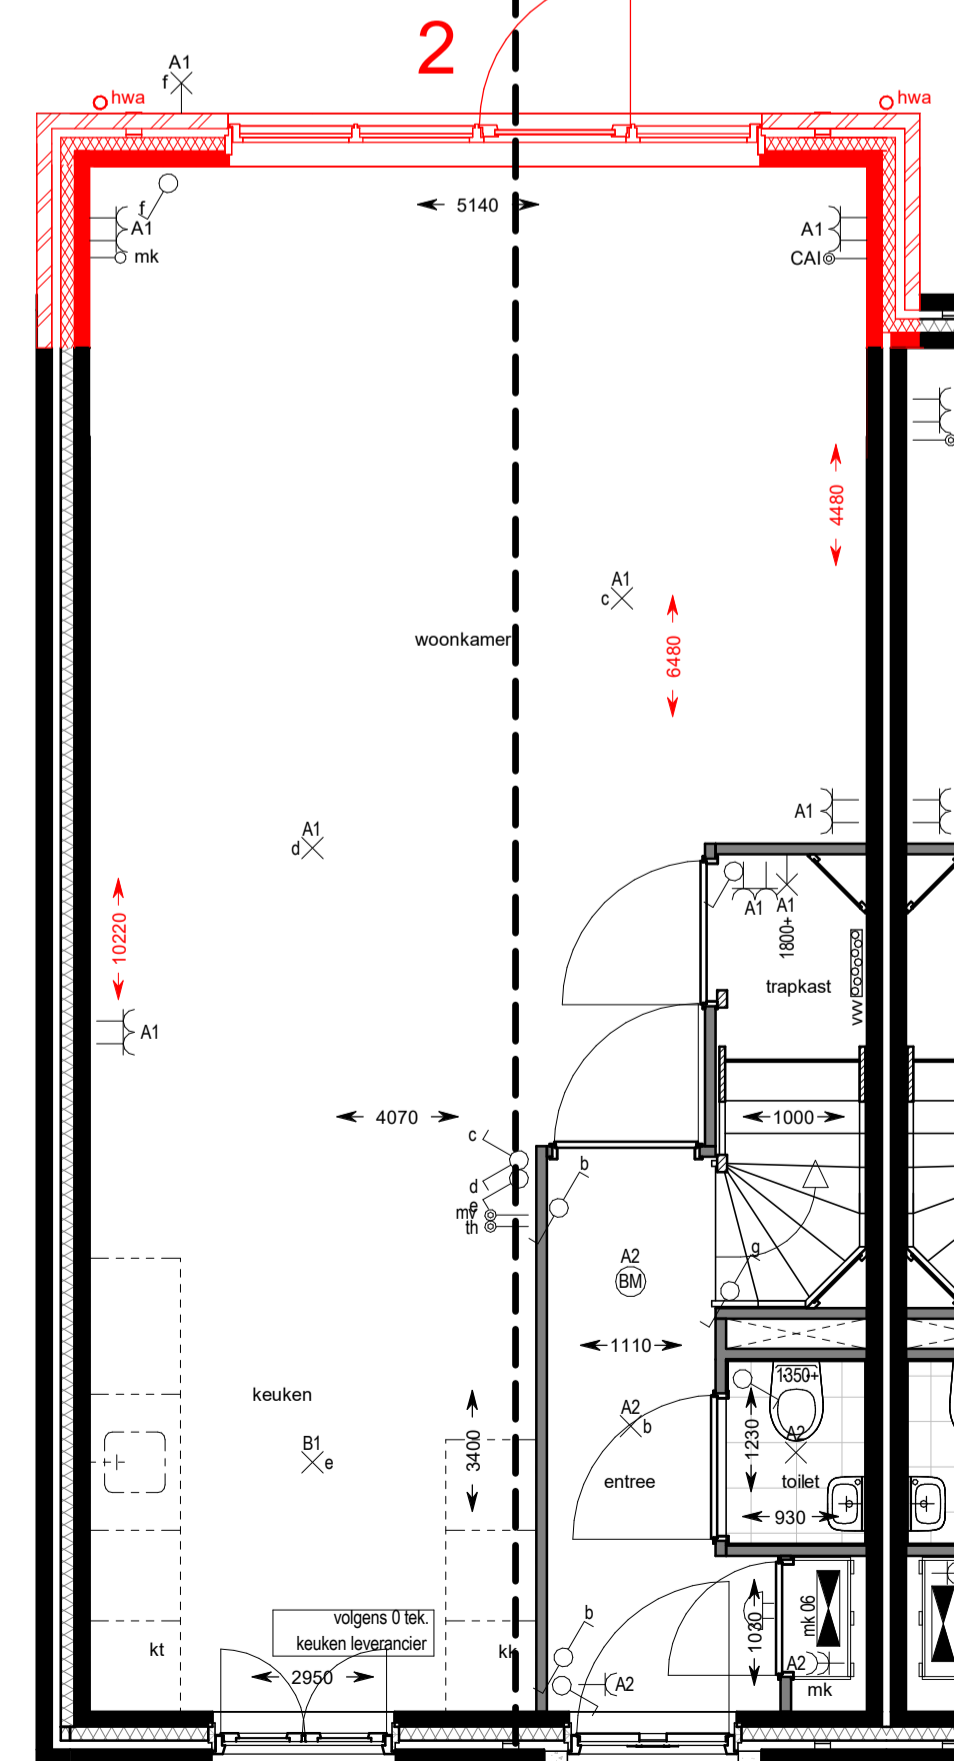 2
A1
f
hwa
hwa
5140
f
A1
mk
A1
CAI
4480
A1
c
woonkamer
6480
A1
A1
d
10220
A1
A1
1800+
trapkast
VVV
A1
4070
1000
c
b
d
e
mv
th
g
A2
BM
1110
1350+
keuken
A2
b
1230
A2
B1
e
3400
entree
toilet
930
volgens 0 tek.
keuken leverancier
b
1030
mk 06
kt
kk
2950
A2
A2
mk